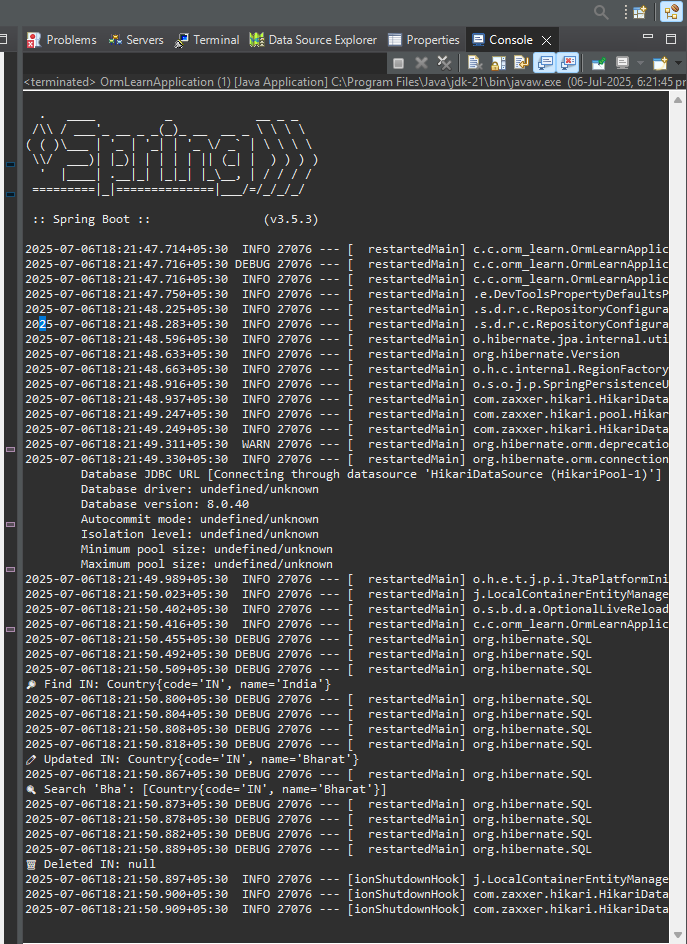 Problems Servers Terminal Data Source Explorer Properties Console
<terminated> OrmLearnApplication (1) [Java Application] C:\Program Files\Java\jdk-21\bin\javaw.exe (06-Jul-2025, 6:21:45 pr
  .   ____          _            __ _ _
 /\\ / ___'_ __ _ _(_)_ __  __ _ \ \ \ \
( ( )\___ | '_ | '_| | '_ \/ _` | \ \ \ \
 \\/  ___)| |_)| | | | | || (_| |  ) ) ) )
  '  |____| .__|_| |_|_| |_\__, | / / / /
 =========|_|==============|___/=/_/_/_/
 :: Spring Boot ::                (v3.5.3)
2025-07-06T18:21:47.714+05:30  INFO 27076 --- [  restartedMain] c.c.orm_learn.OrmLearnApplic
2025-07-06T18:21:47.716+05:30 DEBUG 27076 --- [  restartedMain] c.c.orm_learn.OrmLearnApplic
2025-07-06T18:21:47.716+05:30  INFO 27076 --- [  restartedMain] c.c.orm_learn.OrmLearnApplic
2025-07-06T18:21:47.750+05:30  INFO 27076 --- [  restartedMain] .e.DevToolsPropertyDefaultsP
2025-07-06T18:21:48.225+05:30  INFO 27076 --- [  restartedMain] .s.d.r.c.RepositoryConfigura
2025-07-06T18:21:48.283+05:30  INFO 27076 --- [  restartedMain] .s.d.r.c.RepositoryConfigura
2025-07-06T18:21:48.596+05:30  INFO 27076 --- [  restartedMain] o.hibernate.jpa.internal.uti
2025-07-06T18:21:48.633+05:30  INFO 27076 --- [  restartedMain] org.hibernate.Version
2025-07-06T18:21:48.663+05:30  INFO 27076 --- [  restartedMain] o.h.c.internal.RegionFactory
2025-07-06T18:21:48.916+05:30  INFO 27076 --- [  restartedMain] o.s.o.j.p.SpringPersistenceU
2025-07-06T18:21:48.937+05:30  INFO 27076 --- [  restartedMain] com.zaxxer.hikari.HikariData
2025-07-06T18:21:49.247+05:30  INFO 27076 --- [  restartedMain] com.zaxxer.hikari.pool.Hikar
2025-07-06T18:21:49.249+05:30  INFO 27076 --- [  restartedMain] com.zaxxer.hikari.HikariData
2025-07-06T18:21:49.311+05:30  WARN 27076 --- [  restartedMain] org.hibernate.orm.deprecatio
2025-07-06T18:21:49.330+05:30  INFO 27076 --- [  restartedMain] org.hibernate.orm.connection
        Database JDBC URL [Connecting through datasource 'HikariDataSource (HikariPool-1)']
        Database driver: undefined/unknown
        Database version: 8.0.40
        Autocommit mode: undefined/unknown
        Isolation level: undefined/unknown
        Minimum pool size: undefined/unknown
        Maximum pool size: undefined/unknown
2025-07-06T18:21:49.989+05:30  INFO 27076 --- [  restartedMain] o.h.e.t.j.p.i.JtaPlatformIni
2025-07-06T18:21:50.023+05:30  INFO 27076 --- [  restartedMain] j.LocalContainerEntityManage
2025-07-06T18:21:50.402+05:30  INFO 27076 --- [  restartedMain] o.s.b.d.a.OptionalLiveReload
2025-07-06T18:21:50.416+05:30  INFO 27076 --- [  restartedMain] c.c.orm_learn.OrmLearnApplic
2025-07-06T18:21:50.455+05:30 DEBUG 27076 --- [  restartedMain] org.hibernate.SQL
2025-07-06T18:21:50.492+05:30 DEBUG 27076 --- [  restartedMain] org.hibernate.SQL
2025-07-06T18:21:50.509+05:30 DEBUG 27076 --- [  restartedMain] org.hibernate.SQL
🔎 Find IN: Country{code='IN', name='India'}
2025-07-06T18:21:50.800+05:30 DEBUG 27076 --- [  restartedMain] org.hibernate.SQL
2025-07-06T18:21:50.804+05:30 DEBUG 27076 --- [  restartedMain] org.hibernate.SQL
2025-07-06T18:21:50.808+05:30 DEBUG 27076 --- [  restartedMain] org.hibernate.SQL
2025-07-06T18:21:50.818+05:30 DEBUG 27076 --- [  restartedMain] org.hibernate.SQL
✏ Updated IN: Country{code='IN', name='Bharat'}
2025-07-06T18:21:50.867+05:30 DEBUG 27076 --- [  restartedMain] org.hibernate.SQL
🔍 Search 'Bha': [Country{code='IN', name='Bharat'}]
2025-07-06T18:21:50.873+05:30 DEBUG 27076 --- [  restartedMain] org.hibernate.SQL
2025-07-06T18:21:50.878+05:30 DEBUG 27076 --- [  restartedMain] org.hibernate.SQL
2025-07-06T18:21:50.882+05:30 DEBUG 27076 --- [  restartedMain] org.hibernate.SQL
2025-07-06T18:21:50.889+05:30 DEBUG 27076 --- [  restartedMain] org.hibernate.SQL
🗑 Deleted IN: null
2025-07-06T18:21:50.897+05:30  INFO 27076 --- [ionShutdownHook] j.LocalContainerEntityManage
2025-07-06T18:21:50.900+05:30  INFO 27076 --- [ionShutdownHook] com.zaxxer.hikari.HikariData
2025-07-06T18:21:50.909+05:30  INFO 27076 --- [ionShutdownHook] com.zaxxer.hikari.HikariData